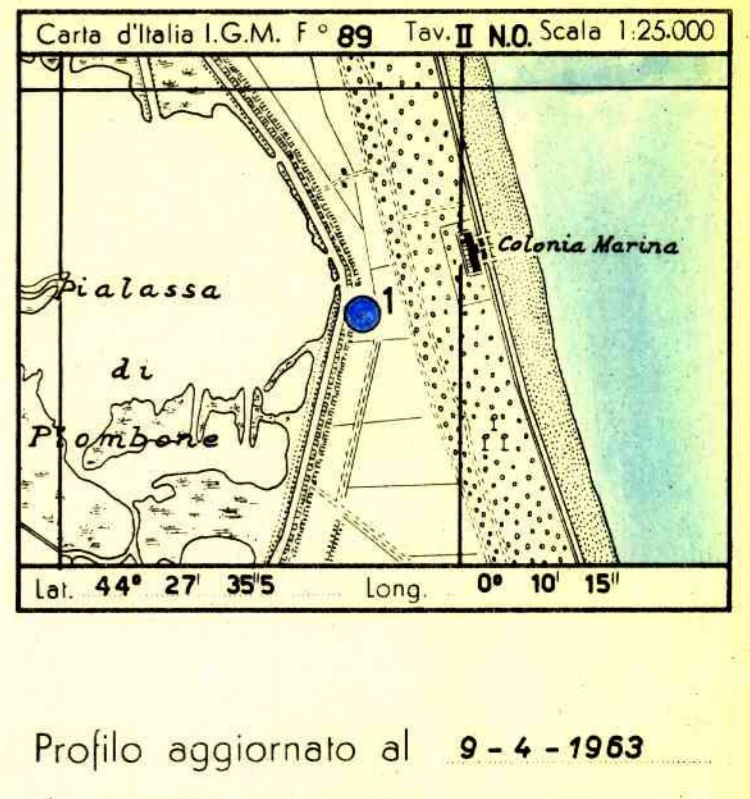 Carta d'Italia I.G.M. F° 89 Tav. II N.O. Scala 1:25.000
Colonia Marina
Pialassa
1
di
Piombone
Lat. 44° 27' 35"5 Long. 0° 10' 15"
Profilo aggiornato al 9-4-1963